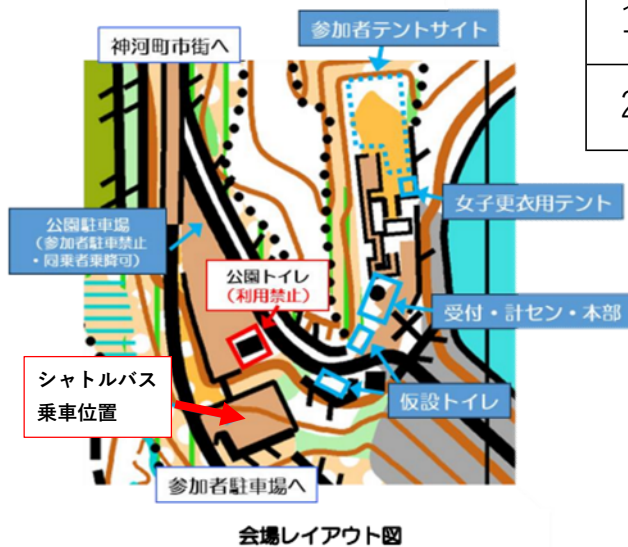 参加者テントサイト
神河町市街へ
2
女子更衣用テント
公園駐車場
（参加者駐車禁止
・同乗者乗降可）
公園トイレ
（利用禁止）
受付・計セン・本部
シャトルバス
乗車位置
仮設トイレ
参加者駐車場へ
会場レイアウト図